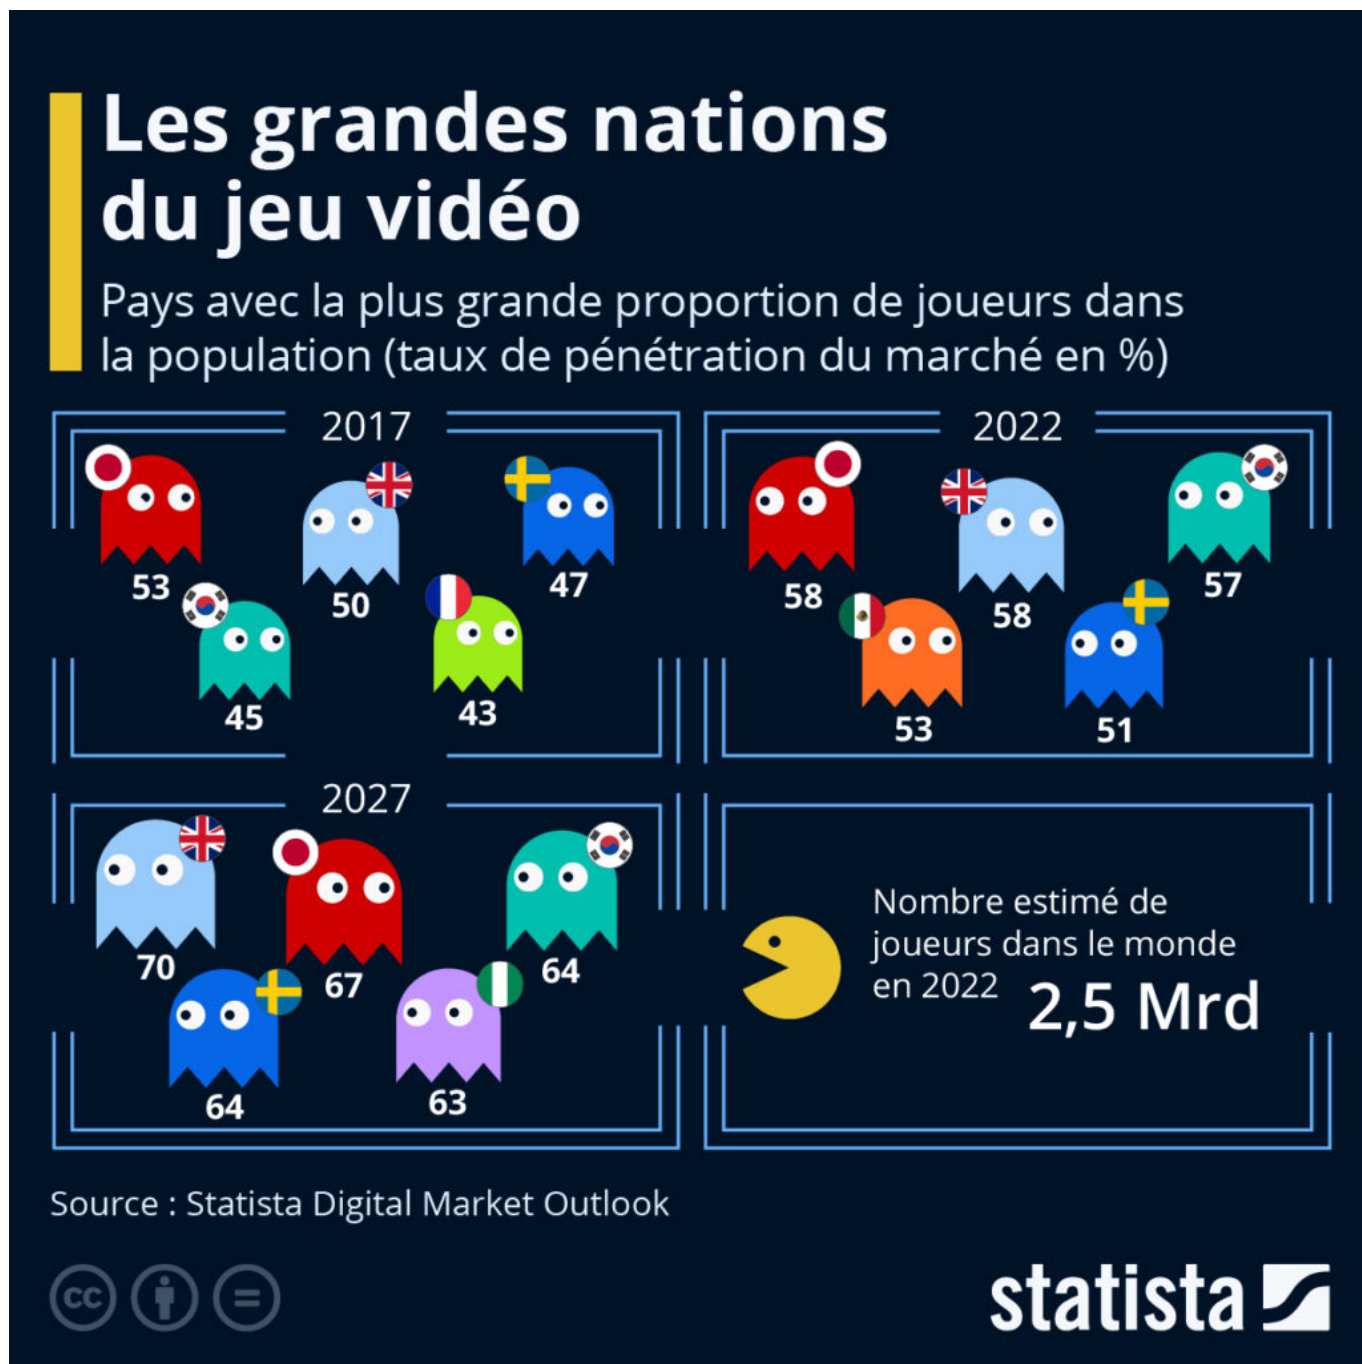 Les grandes nations
du jeu vidéo
Pays avec la plus grande proportion de joueurs dans
la population (taux de pénétration du marché en %)
2017
53
50
47
45
43
2022
58
58
57
53
51
2027
70
67
64
64
63
Nombre estimé de
joueurs dans le monde
en 2022 2,5 Mrd
Source : Statista Digital Market Outlook
cc
statista